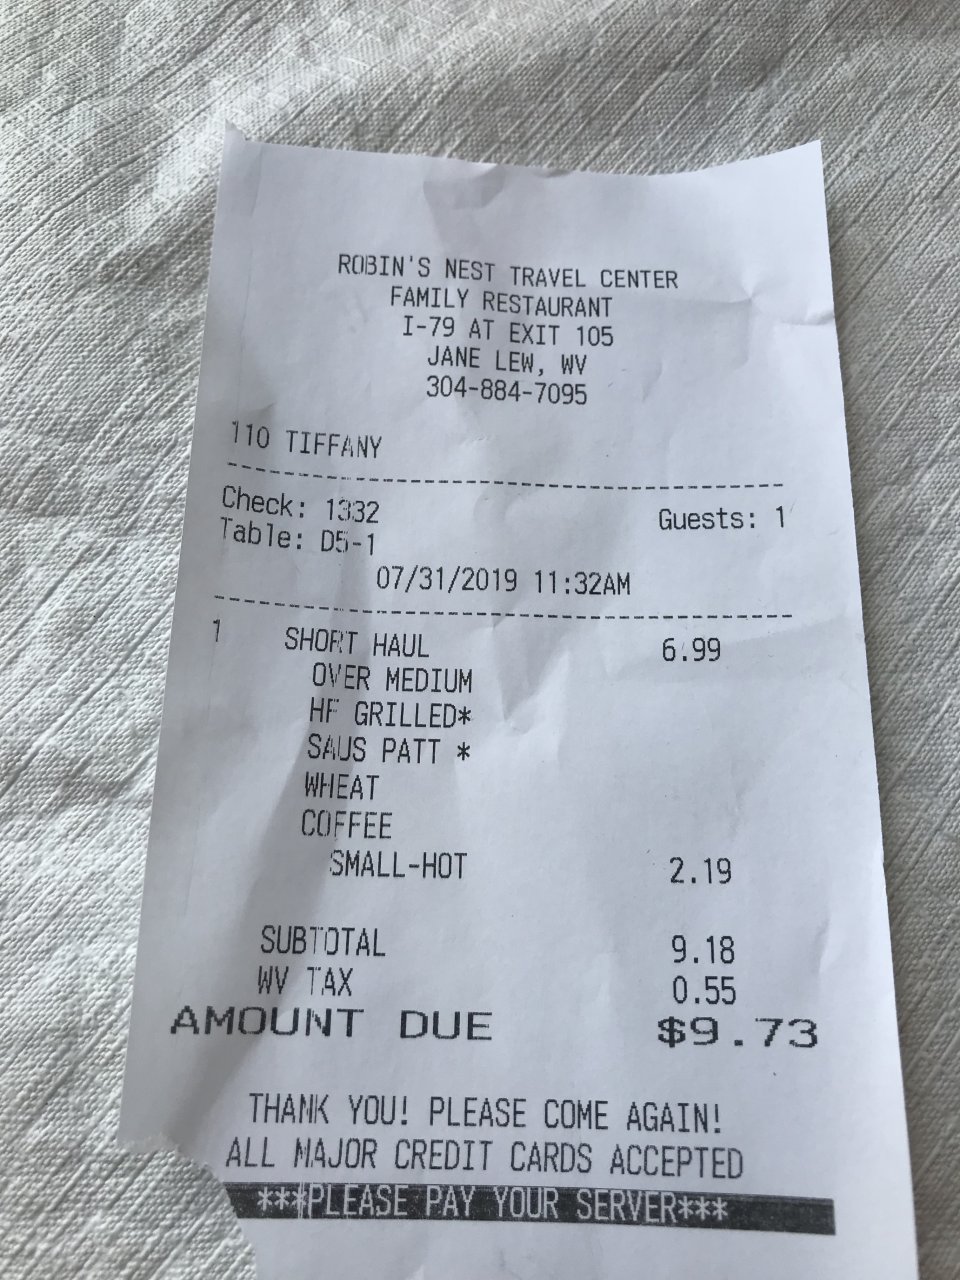 ROBIN'S NEST TRAVEL CENTER
FAMILY RESTAURANT
I-79 AT EXIT 105
JANE LEW, WV
304-884-7095
110 TIFFANY
Check: 1332 Guests: 1
Table: D5-1
07/31/2019 11:32AM
1 SHORT HAUL 6.99
OVER MEDIUM
HF GRILLED*
SAUS PATT *
WHEAT
COFFEE
SMALL-HOT 2.19
SUBTOTAL 9.18
WV TAX 0.55
AMOUNT DUE $9.73
THANK YOU! PLEASE COME AGAIN!
ALL MAJOR CREDIT CARDS ACCEPTED
***PLEASE PAY YOUR SERVER***